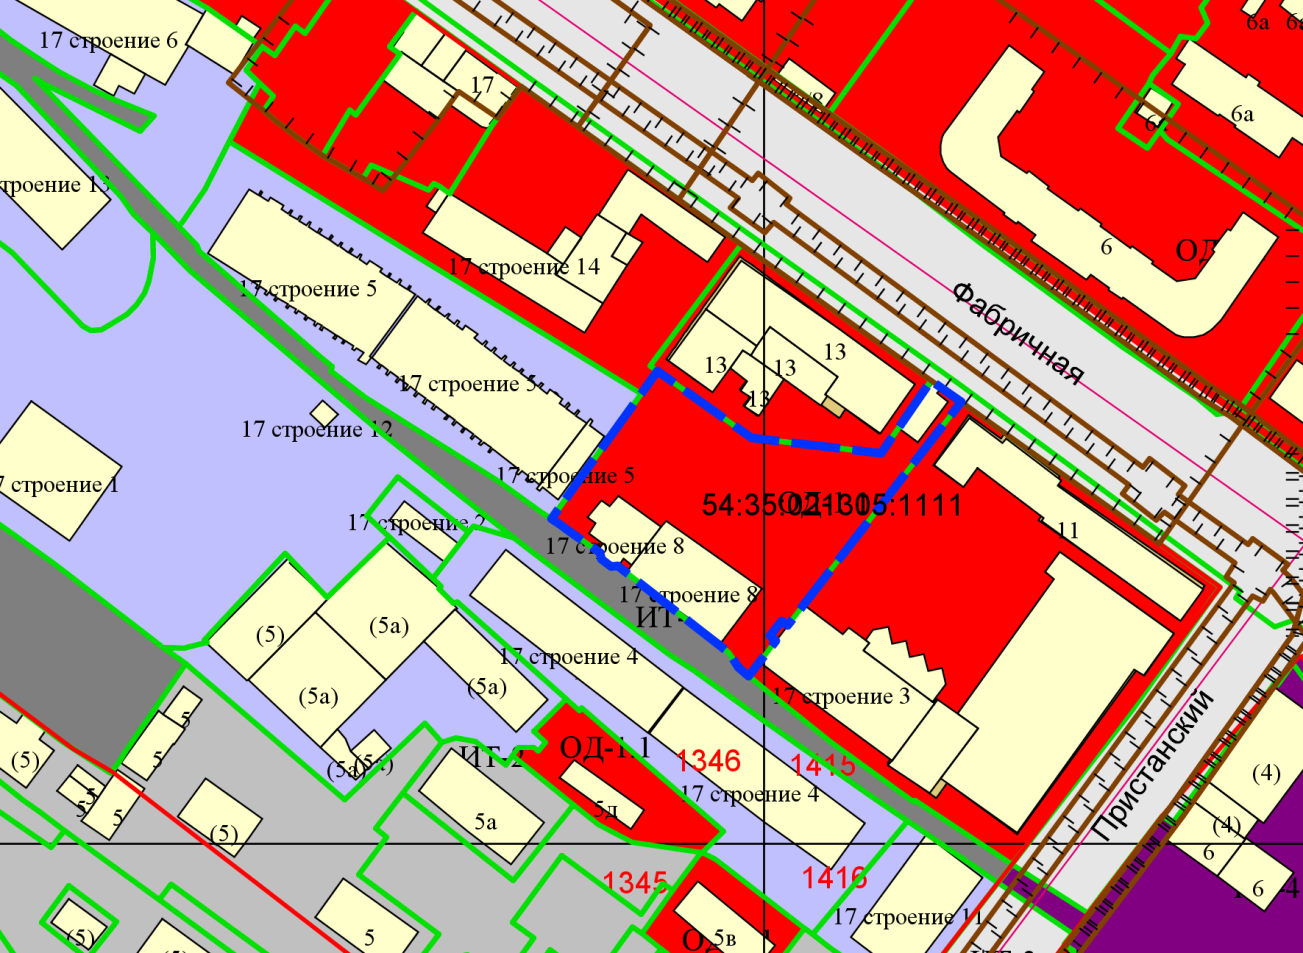 17 строение 6
6а
17
6а
6
ОД
17 строение 14
17 строение 5
Фабричная
13
13
13
13
17 строение 5
17 строение 12
17 строение 5
17 строение 1
54:35:021305:1111
17 строение 2
11
17 строение 8
17 строение 8
ИТ-
(5)
(5а)
17 строение 4
(5а)
(5а)
17 строение 3
Пристанский
5
ОД-1.1
ИТ-2
1346
1415
(5)
5
(5а)
(4)
5
5
17 строение 4
5
5д
5а
(5)
(4)
6
1345
1416
6
17 строение 11
(5)
5
5в